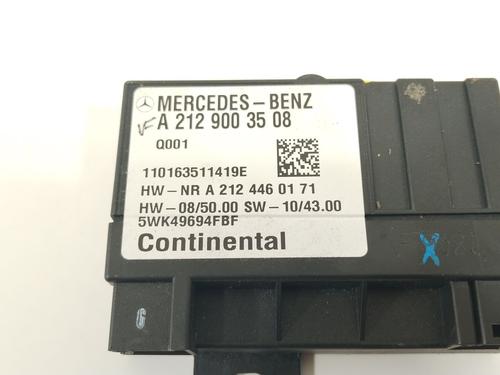 MERCEDES-BENZ
VF A 212 900 35 08
Q001
110163511419E
HW-NR A 212 446 01 71
HW-08/50.00 SW-10/43.00
5WK49694FBF
Continental
X